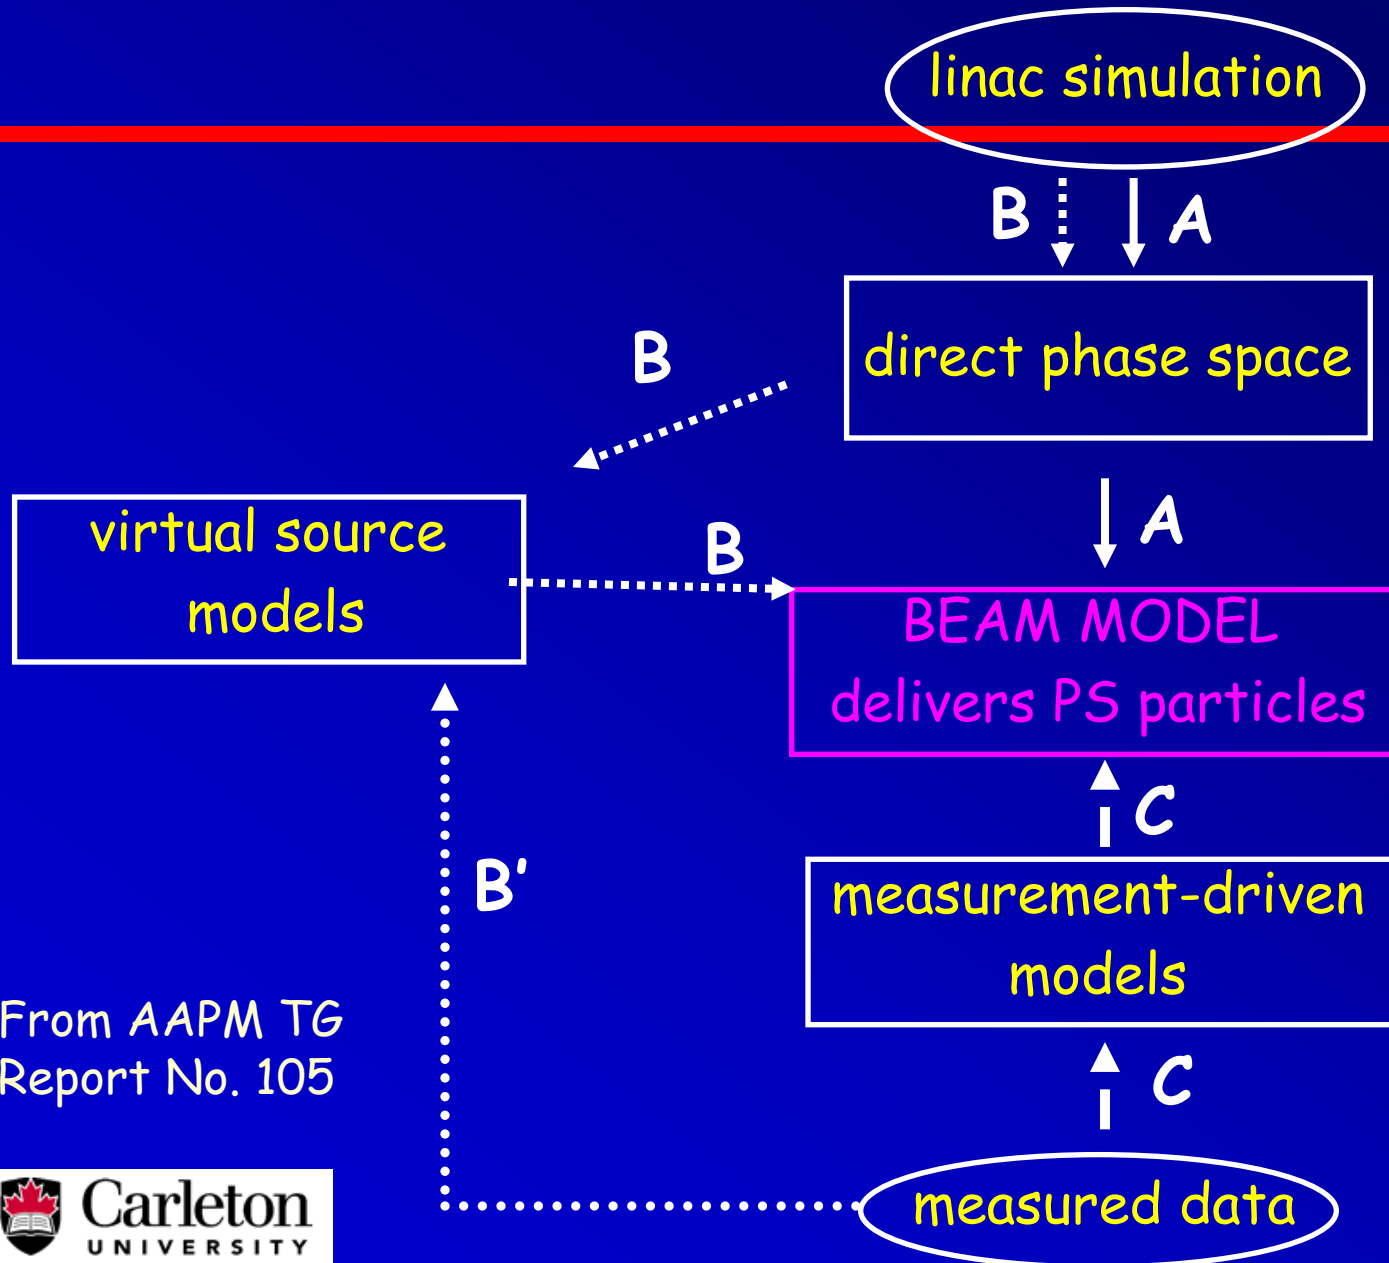 linac simulation
B
A
direct phase space
B
A
virtual source
models
B
BEAM MODEL
delivers PS particles
C
measurement-driven
models
B'
From AAPM TG
Report No. 105
C
measured data
Carleton
UNIVERSITY